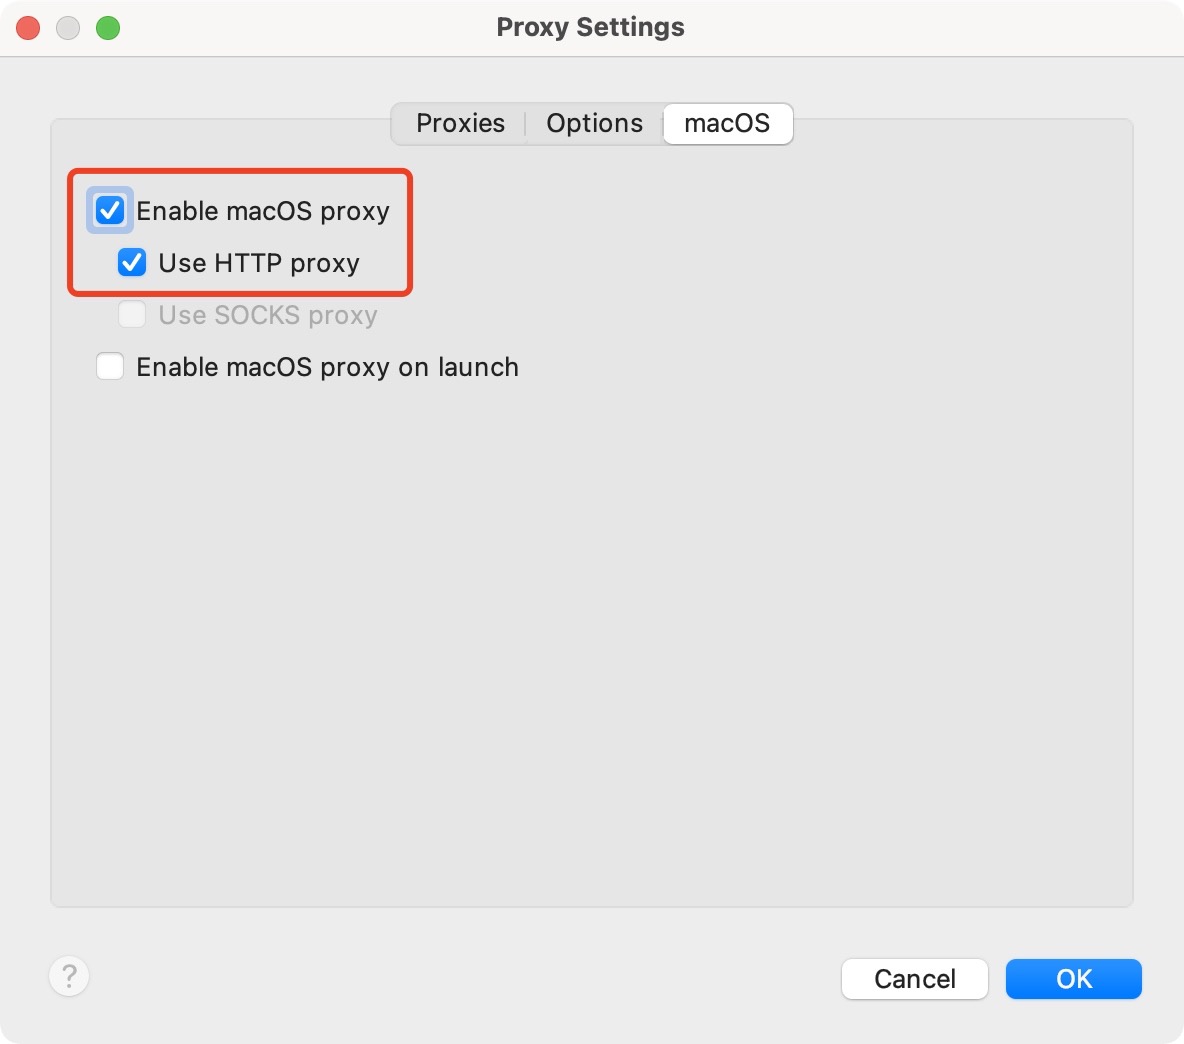 Proxy Settings
Proxies Options macOS
Enable macOS proxy
Use HTTP proxy
Use SOCKS proxy
Enable macOS proxy on launch
? Cancel OK